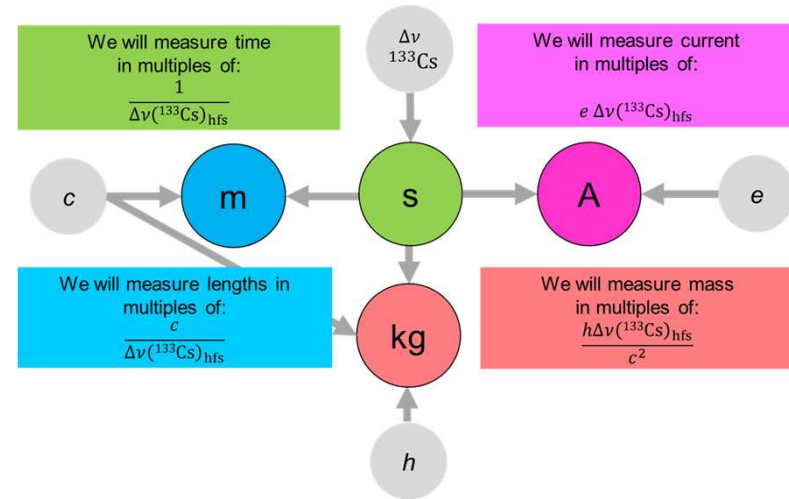 We will measure time
in multiples of:
1
Δν(¹³³Cs)hfs
Δν
¹³³Cs
We will measure current
in multiples of:
e Δν(¹³³Cs)hfs
c
m
s
A
e
We will measure lengths in
multiples of:
c
Δν(¹³³Cs)hfs
kg
We will measure mass
in multiples of:
hΔν(¹³³Cs)hfs
c²
h